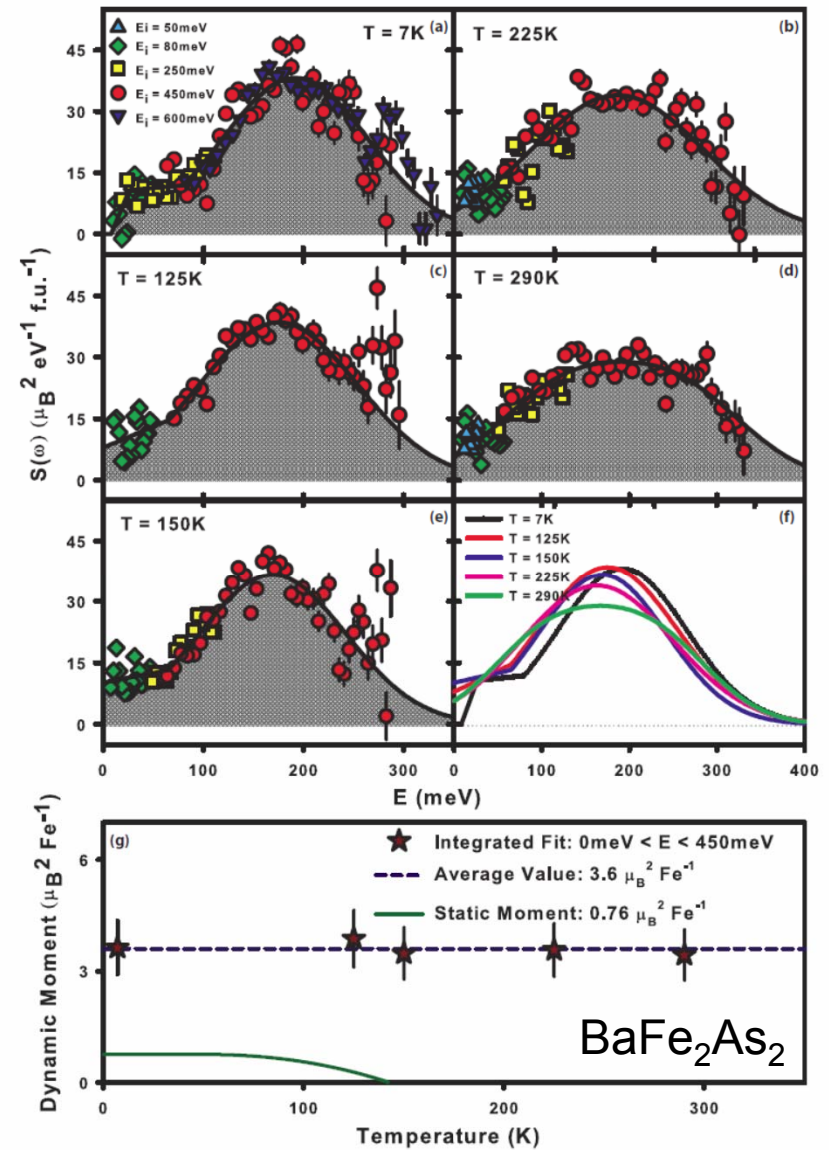 (a)
T = 7K
Ei = 50meV
Ei = 80meV
Ei = 250meV
Ei = 450meV
Ei = 600meV
45
30
15
0
T = 225K
(b)
T = 125K
(c)
45
30
15
0
T = 290K
(d)
T = 150K
(e)
45
30
15
0
0
100
200
300
(f)
T = 7K
T = 125K
T = 150K
T = 225K
T = 290K
0
100
200
300
400
S(ω) (μB² eV⁻¹ f.u.⁻¹)
E (meV)
(g)
Integrated Fit: 0meV < E < 450meV
Average Value: 3.6 μB² Fe⁻¹
Static Moment: 0.76 μB² Fe⁻¹
6
3
0
BaFe₂As₂
0
100
200
300
Dynamic Moment (μB² Fe⁻¹)
Temperature (K)